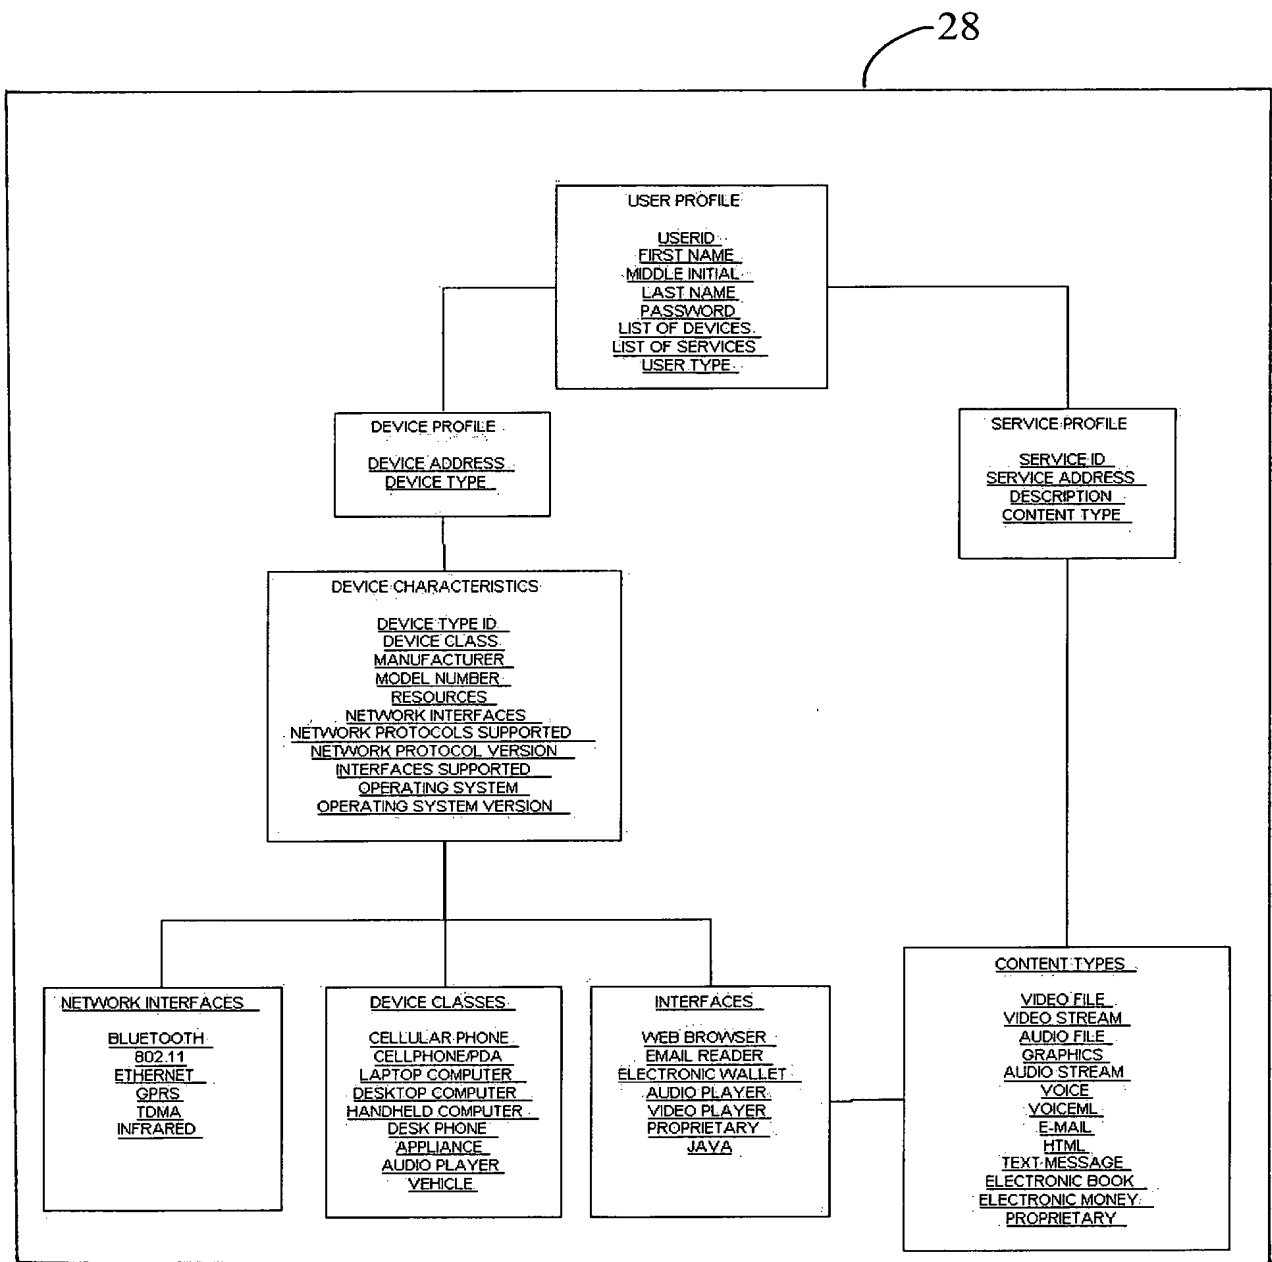 28
USER PROFILE
USERID
FIRST NAME
MIDDLE INITIAL
LAST NAME
PASSWORD
LIST OF DEVICES
LIST OF SERVICES
USER TYPE
DEVICE PROFILE
DEVICE ADDRESS
DEVICE TYPE
SERVICE PROFILE
SERVICE ID
SERVICE ADDRESS
DESCRIPTION
CONTENT TYPE
DEVICE CHARACTERISTICS
DEVICE TYPE ID
DEVICE CLASS
MANUFACTURER
MODEL NUMBER
RESOURCES
NETWORK INTERFACES
NETWORK PROTOCOLS SUPPORTED
NETWORK PROTOCOL VERSION
INTERFACES SUPPORTED
OPERATING SYSTEM
OPERATING SYSTEM VERSION
NETWORK INTERFACES
BLUETOOTH
802.11
ETHERNET
GPRS
TDMA
INFRARED
DEVICE CLASSES
CELLULAR PHONE
CELLPHONE/PDA
LAPTOP COMPUTER
DESKTOP COMPUTER
HANDHELD COMPUTER
DESK PHONE
APPLIANCE
AUDIO PLAYER
VEHICLE
INTERFACES
WEB BROWSER
EMAIL READER
ELECTRONIC WALLET
AUDIO PLAYER
VIDEO PLAYER
PROPRIETARY
JAVA
CONTENT TYPES
VIDEO FILE
VIDEO STREAM
AUDIO FILE
GRAPHICS
AUDIO STREAM
VOICE
VOICEML
E-MAIL
HTML
TEXT MESSAGE
ELECTRONIC BOOK
ELECTRONIC MONEY
PROPRIETARY